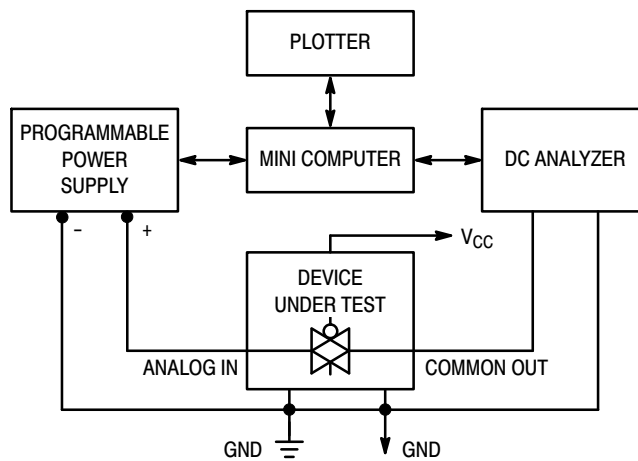 PLOTTER
PROGRAMMABLE
POWER
SUPPLY
MINI COMPUTER
DC ANALYZER
– +
VCC
DEVICE
UNDER TEST
ANALOG IN
COMMON OUT
GND
GND